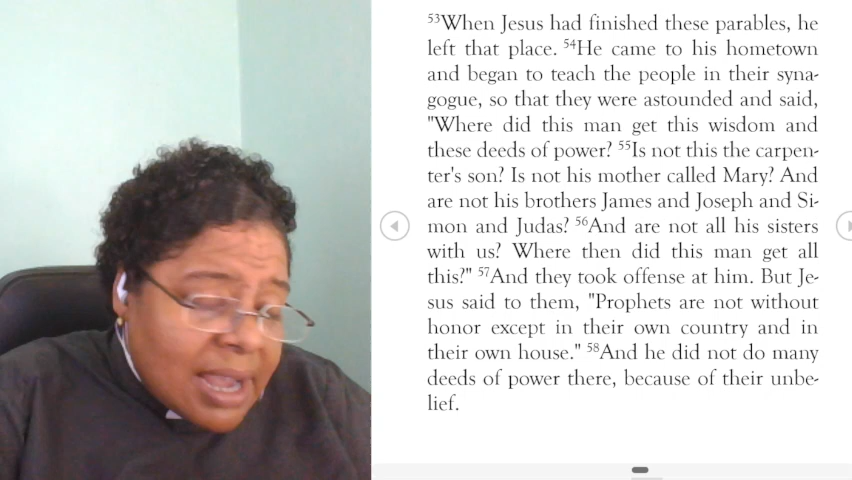 ⁵³When Jesus had finished these parables, he
left that place. ⁵⁴He came to his hometown
and began to teach the people in their syna-
gogue, so that they were astounded and said,
"Where did this man get this wisdom and
these deeds of power? ⁵⁵Is not this the carpen-
ter's son? Is not his mother called Mary? And
are not his brothers James and Joseph and Si-
mon and Judas? ⁵⁶And are not all his sisters
with us? Where then did this man get all
this?" ⁵⁷And they took offense at him. But Je-
sus said to them, "Prophets are not without
honor except in their own country and in
their own house." ⁵⁸And he did not do many
deeds of power there, because of their unbe-
lief.